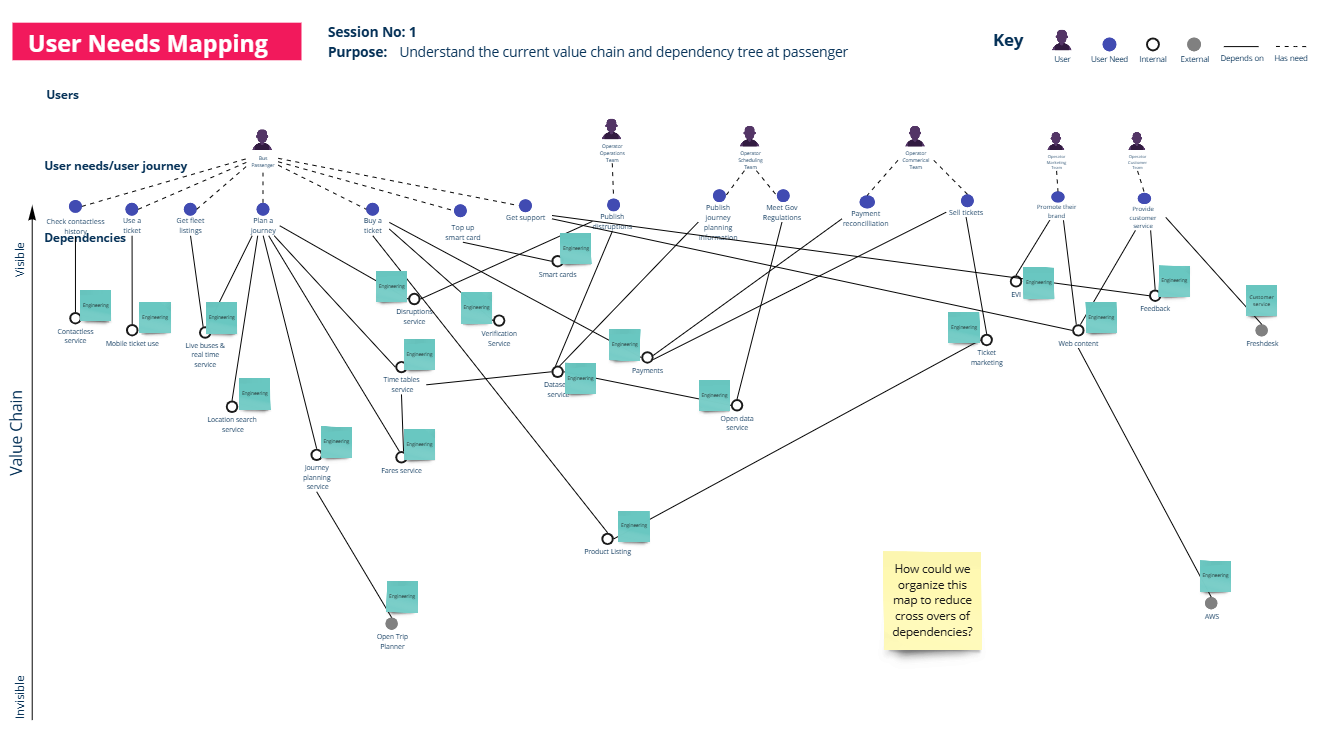 User Needs Mapping
Session No: 1
Purpose: Understand the current value chain and dependency tree at passenger
Key
User
User Need
Internal
External
Depends on
Has need
Users
Bus
Passenger
Operator
Operations
Team
Operator
Scheduling
Team
Operator
Commerical
Team
Operator
Marketing
Team
Operator
Customer
Team
User needs/user journey
Check contactless
history
Use a
ticket
Get fleet
listings
Plan a
journey
Buy a
ticket
Top up
smart card
Get support
Publish
disruptions
Publish
journey
planning
information
Meet Gov
Regulations
Payment
reconciliation
Sell tickets
Promote their
brand
Provide
customer
service
Dependencies
Visible
Value Chain
Invisible
Engineering
Smart cards
Engineering
Disruptions
service
Engineering
EVI
Engineering
Feedback
Customer
service
Freshdesk
Engineering
Contactless
service
Engineering
Mobile ticket use
Engineering
Live buses &
real time
service
Engineering
Verification
Service
Engineering
Web content
Engineering
Ticket
marketing
Engineering
Time tables
service
Engineering
Payments
Engineering
Location search
service
Engineering
service
Engineering
Open data
service
Engineering
Journey
planning
service
Engineering
Fares service
Engineering
Product Listing
How could we
organize this
map to reduce
cross overs of
dependencies?
Engineering
Open Trip
Planner
Engineering
AWS